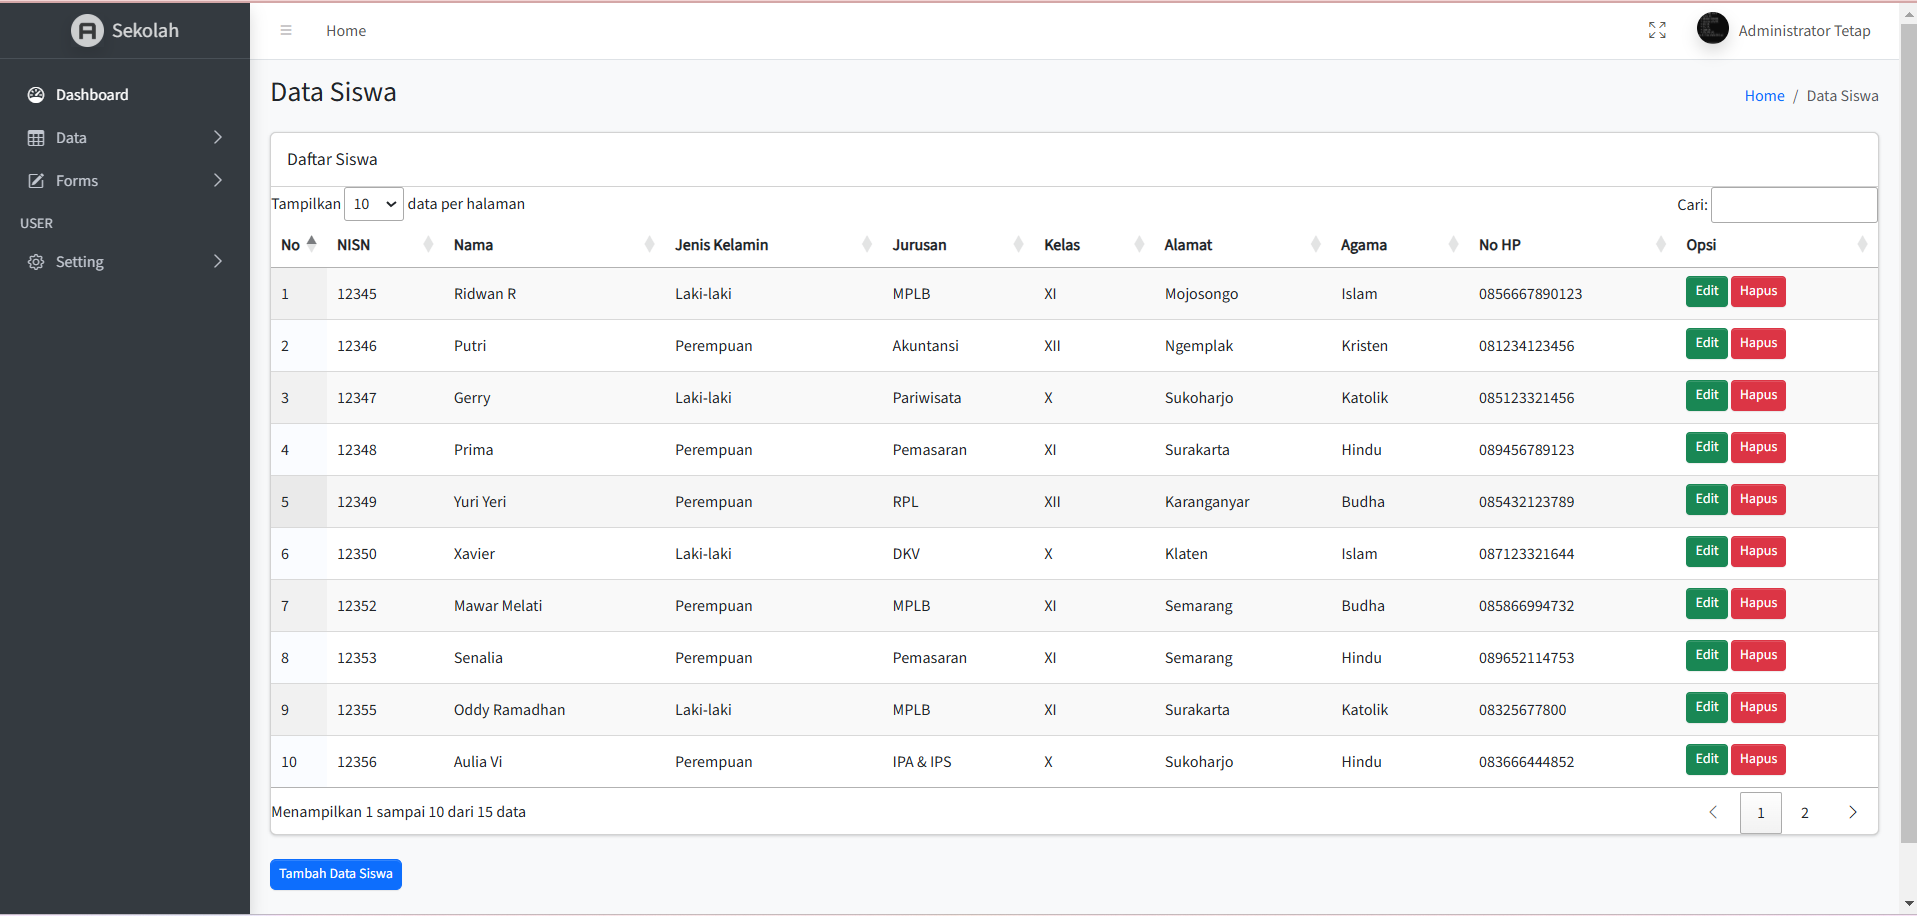 Sekolah
Home
Administrator Tetap
Dashboard
Data
Forms
USER
Setting
Data Siswa
Home / Data Siswa
Daftar Siswa
Tampilkan 10 data per halaman
Cari:
No NISN Nama Jenis Kelamin Jurusan Kelas Alamat Agama No HP Opsi
1 12345 Ridwan R Laki-laki MPLB XI Mojosongo Islam 0856667890123 Edit Hapus
2 12346 Putri Perempuan Akuntansi XII Ngemplak Kristen 081234123456 Edit Hapus
3 12347 Gerry Laki-laki Pariwisata X Sukoharjo Katolik 085123321456 Edit Hapus
4 12348 Prima Perempuan Pemasaran XI Surakarta Hindu 089456789123 Edit Hapus
5 12349 Yuri Yeri Perempuan RPL XII Karanganyar Budha 085432123789 Edit Hapus
6 12350 Xavier Laki-laki DKV X Klaten Islam 087123321644 Edit Hapus
7 12352 Mawar Melati Perempuan MPLB XI Semarang Budha 085866994732 Edit Hapus
8 12353 Senalia Perempuan Pemasaran XI Semarang Hindu 089652114753 Edit Hapus
9 12355 Oddy Ramadhan Laki-laki MPLB XI Surakarta Katolik 08325677800 Edit Hapus
10 12356 Aulia Vi Perempuan IPA & IPS X Sukoharjo Hindu 083666444852 Edit Hapus
Menampilkan 1 sampai 10 dari 15 data
1 2
Tambah Data Siswa